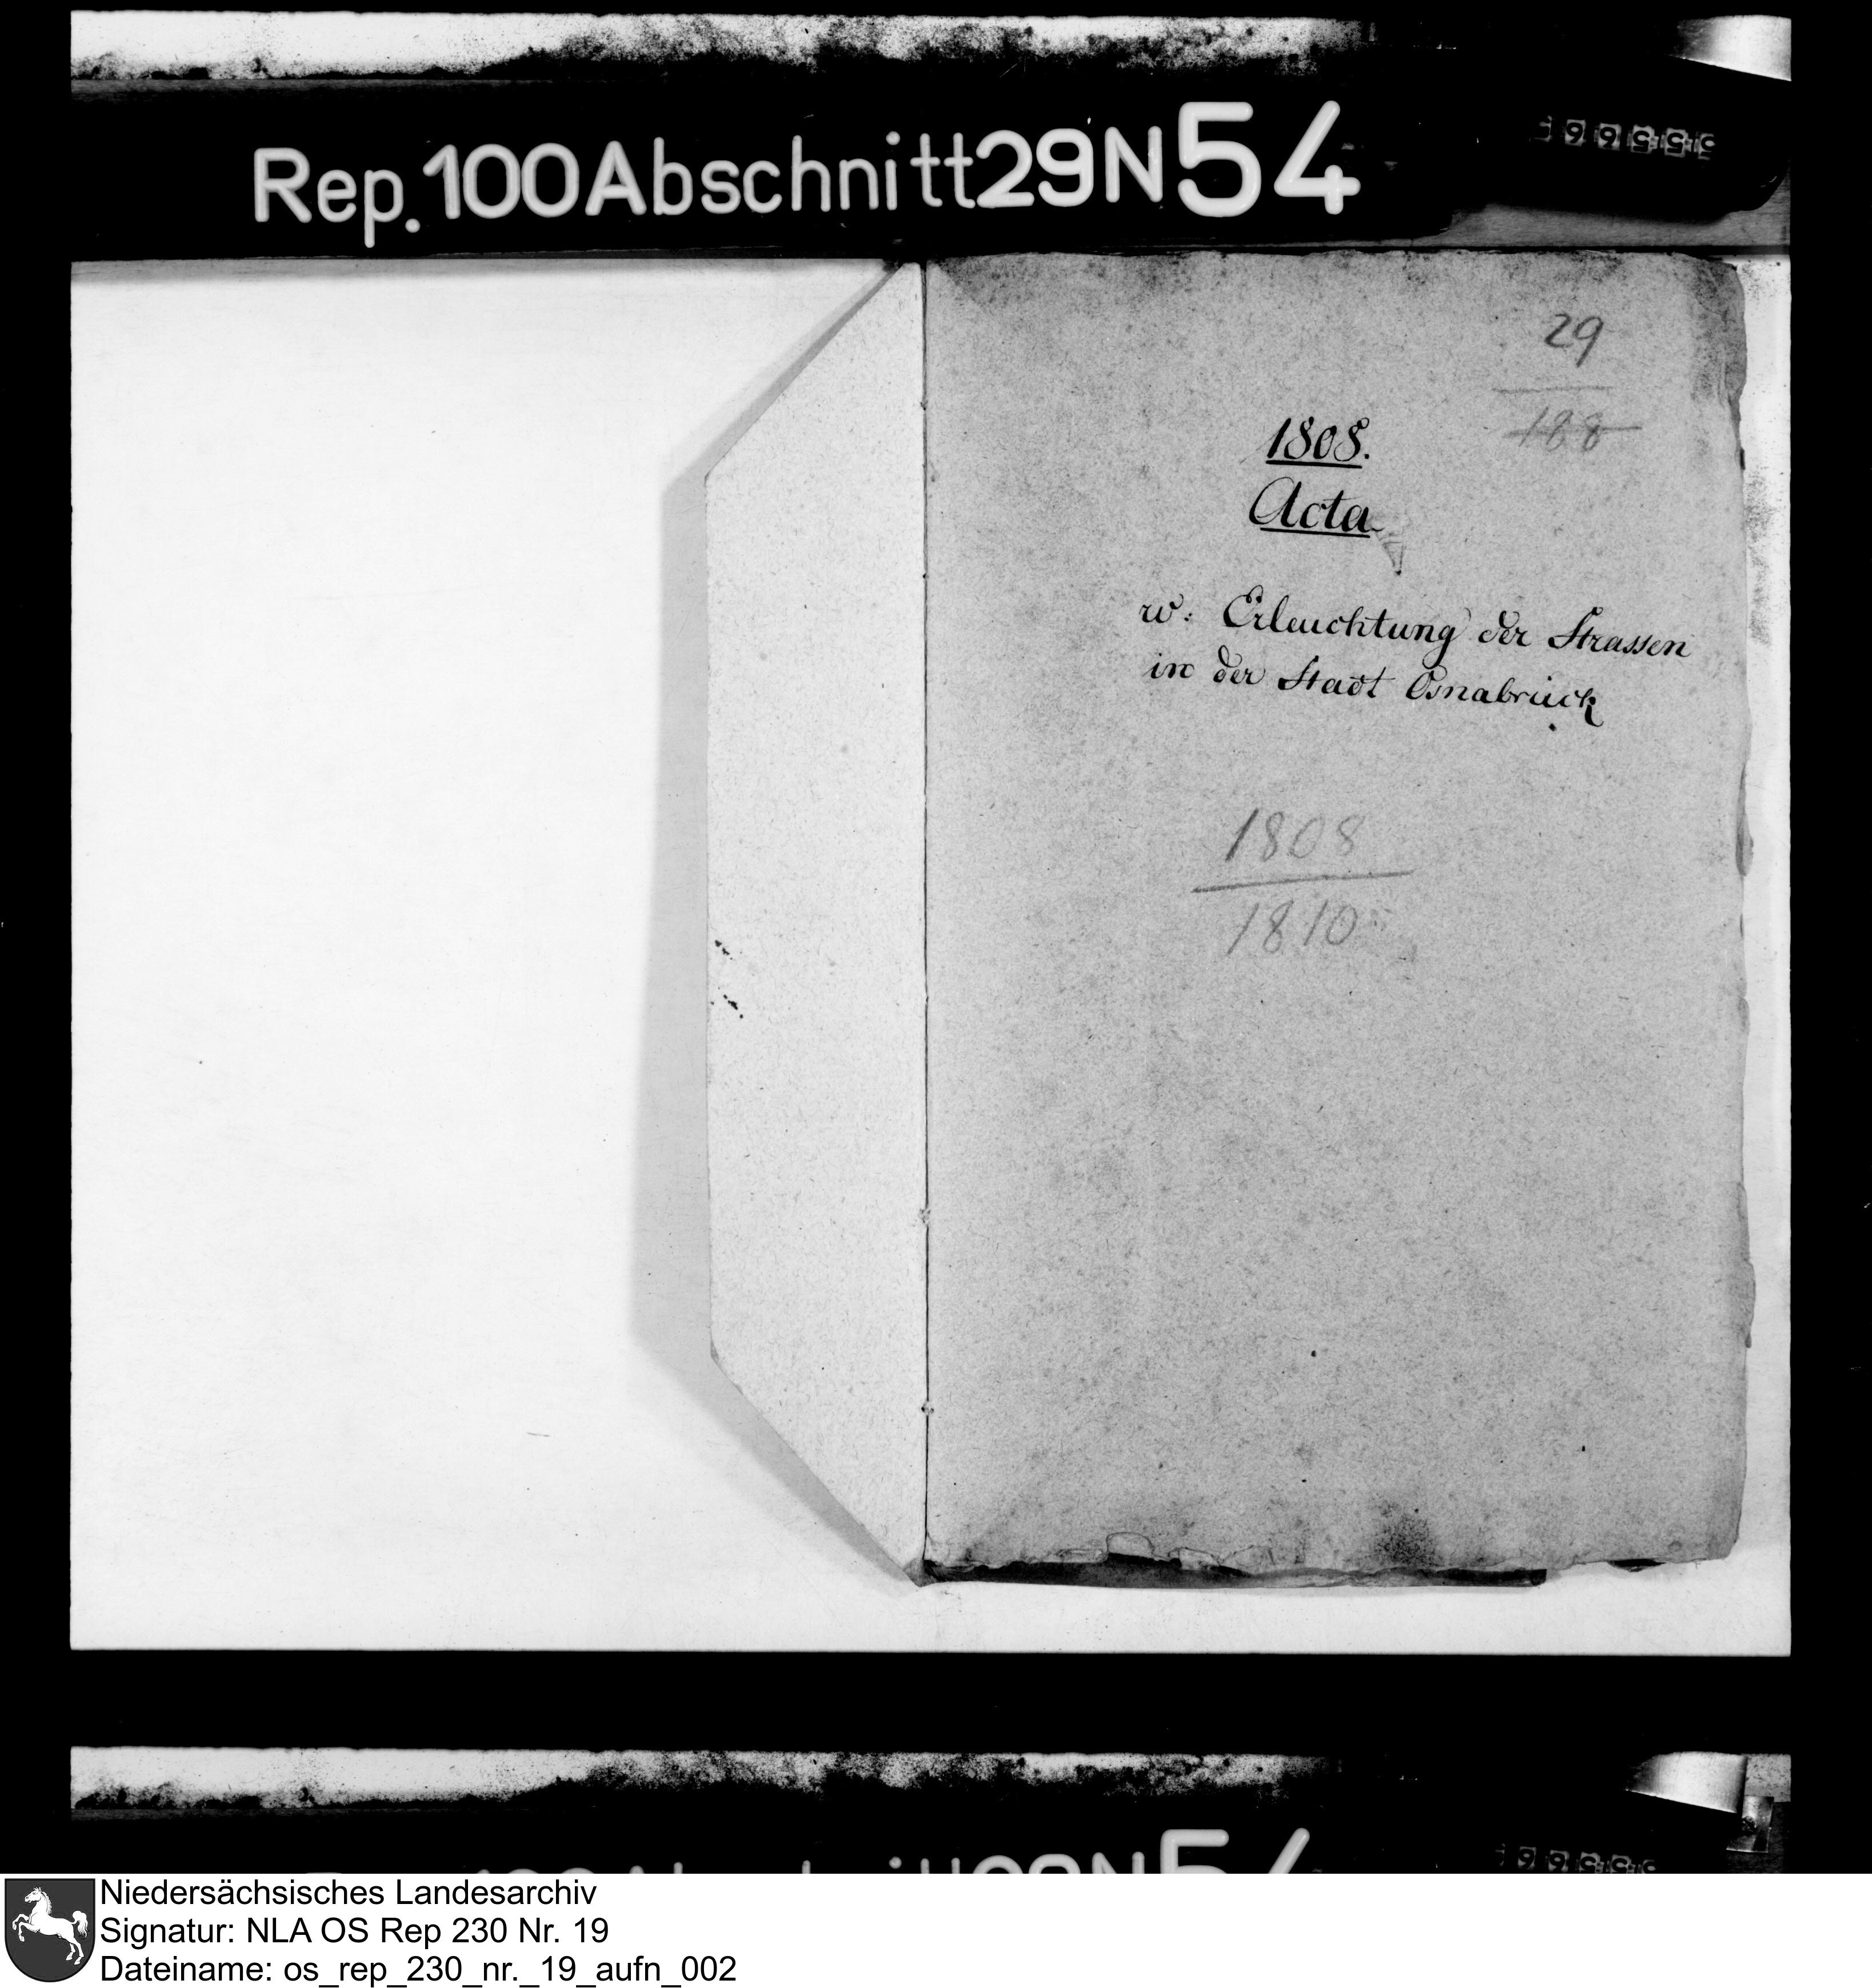 Rep. 100 Abschnitt 29 N 54
29
188
1808.
Acta
w: Erleuchtung der Strassen
in der Stadt Osnabrück
1808
1810
Niedersächsisches Landesarchiv
Signatur: NLA OS Rep 230 Nr. 19
Dateiname: os_rep_230_nr._19_aufn_002